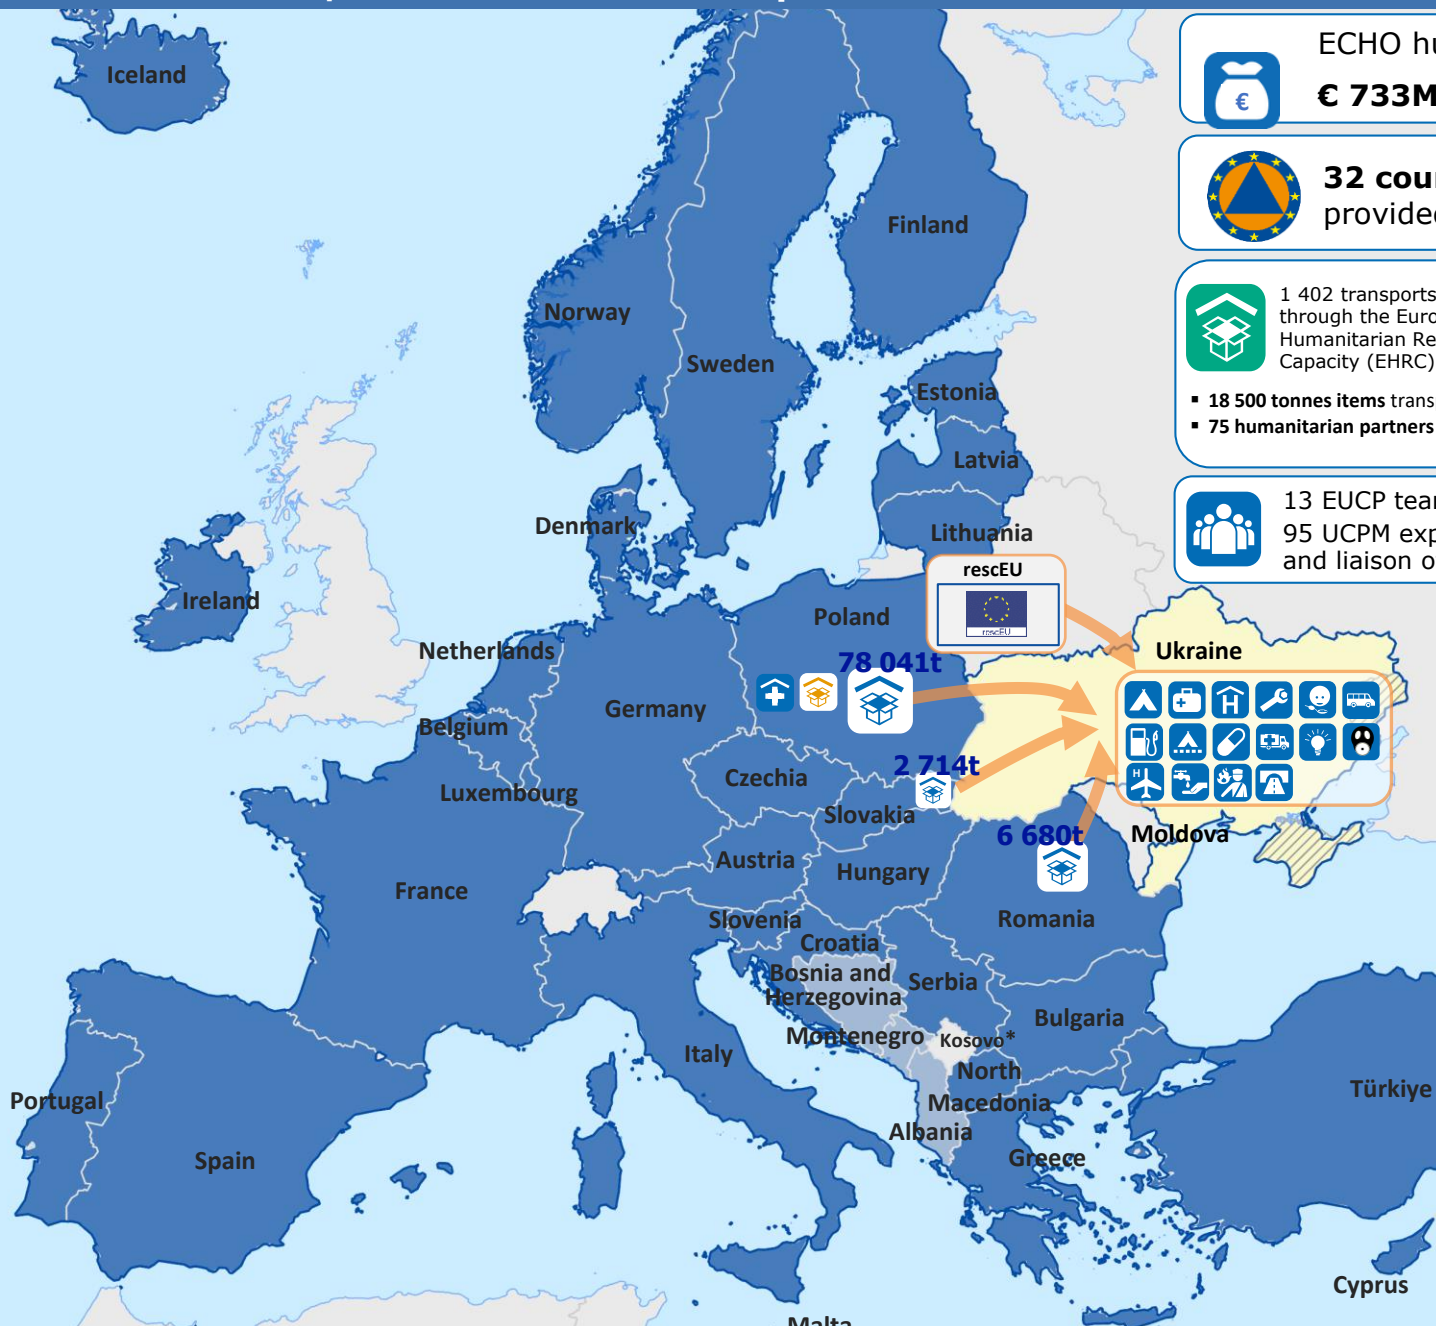 ECHO hu
€ 733M
32 cour
provided
1 402 transports
through the Euro
Humanitarian Re
Capacity (EHRC)
▪ 18 500 tonnes items trans
▪ 75 humanitarian partners
13 EUCP tear
95 UCPM exp
and liaison o
Iceland
Finland
Norway
Sweden
Estonia
Latvia
Denmark
Lithuania
rescEU
rescEU
Ireland
Poland
Netherlands
Ukraine
78 041t
Germany
Belgium
2 714t
Czechia
Luxembourg
Slovakia
6 680t
Moldova
Austria
Hungary
France
Slovenia
Romania
Croatia
Bosnia and
Herzegovina
Serbia
Bulgaria
Montenegro
Kosovo*
Italy
North
Macedonia
Türkiye
Portugal
Albania
Spain
Greece
Cyprus
Malta